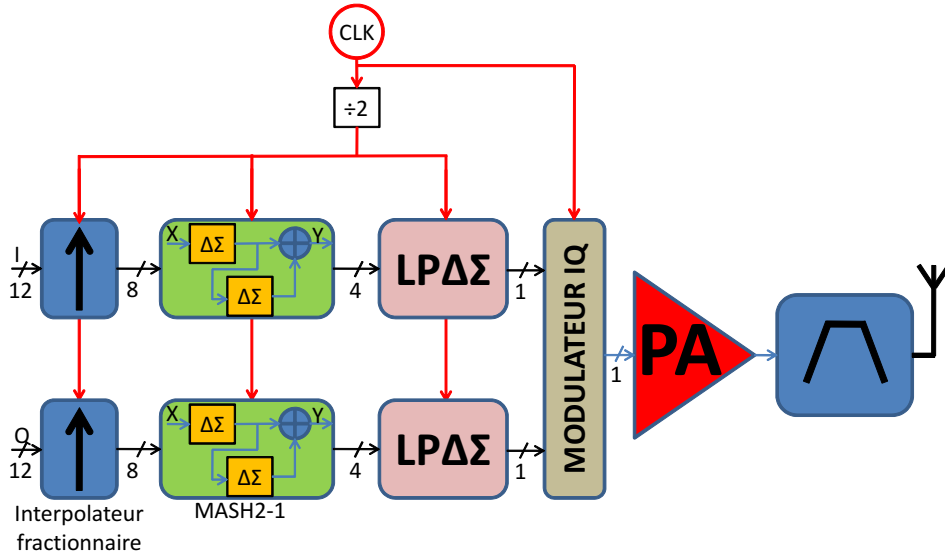 CLK
÷2
I
12
8
X
ΔΣ
Y
ΔΣ
4
LPΔΣ
1
MODULATEUR IQ
1
PA
Q
12
8
X
ΔΣ
Y
ΔΣ
4
LPΔΣ
1
Interpolateur
fractionnaire
MASH2-1